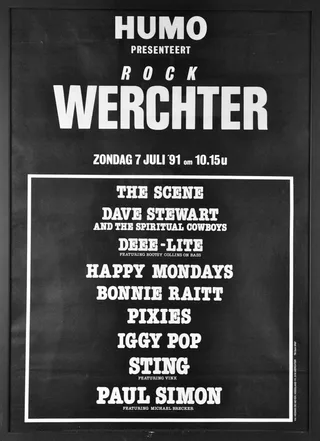 HUMO
PRESENTEERT
ROCK
WERCHTER
ZONDAG 7 JULI '91 om 10.15u
THE SCENE
DAVE STEWART
AND THE SPIRITUAL COWBOYS
DEEE-LITE
FEATURING BOOTSY COLLINS ON BASS
HAPPY MONDAYS
BONNIE RAITT
PIXIES
IGGY POP
STING
FEATURING VINX
PAUL SIMON
FEATURING MICHAEL BRECKER